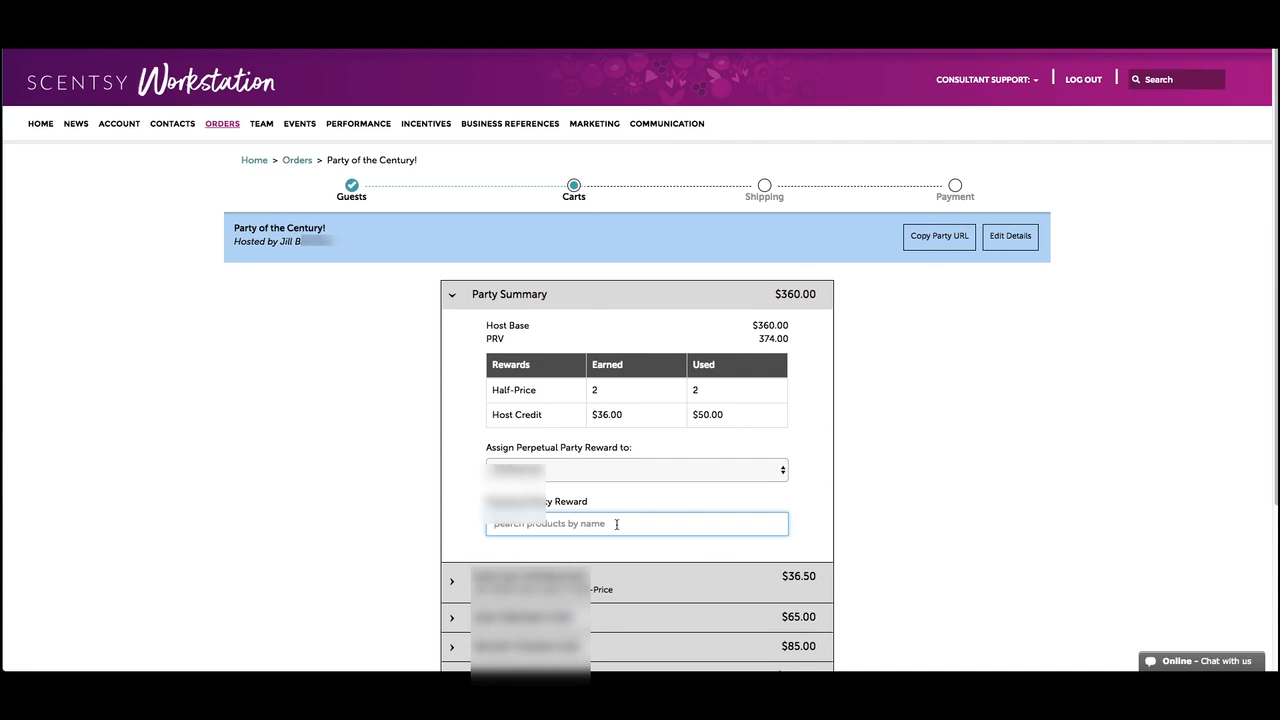 SCENTSY Workstation
CONSULTANT SUPPORT: LOG OUT Search
HOME NEWS ACCOUNT CONTACTS ORDERS TEAM EVENTS PERFORMANCE INCENTIVES BUSINESS REFERENCES MARKETING COMMUNICATION
Home > Orders > Party of the Century!
Guests Carts Shipping Payment
Party of the Century!
Hosted by Jill B
Copy Party URL Edit Details
Party Summary $360.00
Host Base $360.00
PRV 374.00
Rewards Earned Used
Half-Price 2 2
Host Credit $36.00 $50.00
Assign Perpetual Party Reward to:
Reward
products by name
$36.50
-Price
$65.00
$85.00
Online - Chat with us